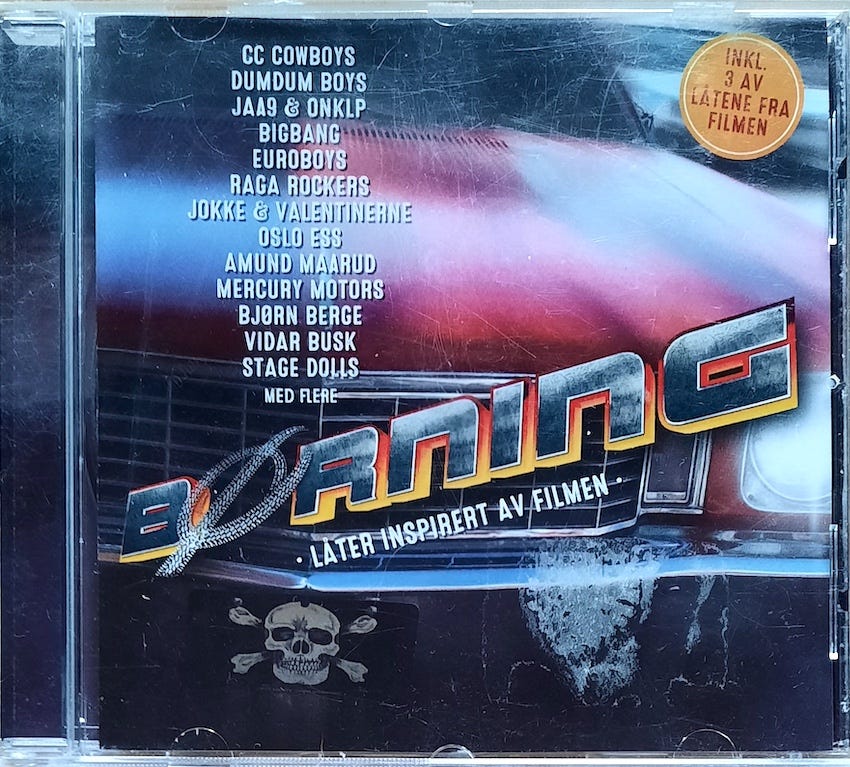 CC COWBOYS
DUMDUM BOYS
JAA9 & ONKLP
BIGBANG
EUROBOYS
RAGA ROCKERS
JOKKE & VALENTINERNE
OSLO ESS
AMUND MAARUD
MERCURY MOTORS
BJØRN BERGE
VIDAR BUSK
STAGE DOLLS
MED FLERE
INKL.
3 AV
LÅTENE FRA
FILMEN
BØRNING
· LÅTER INSPIRERT AV FILMEN ·